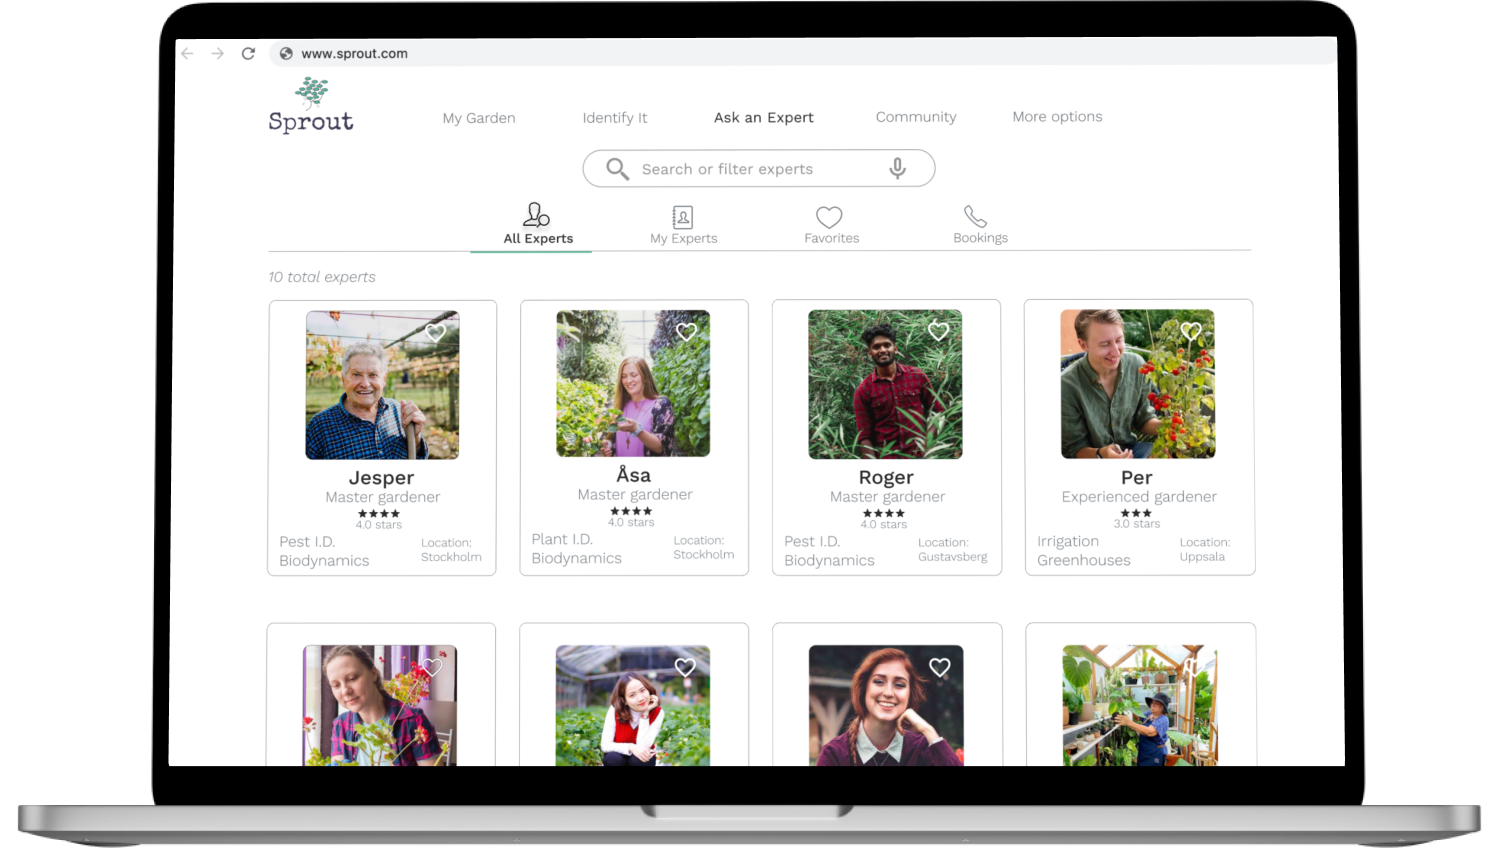 www.sprout.com
Sprout
My Garden
Identify It
Ask an Expert
Community
More options
Search or filter experts
All Experts
My Experts
Favorites
Bookings
10 total experts
Jesper
Master gardener
4.0 stars
Pest I.D.
Biodynamics
Location:
Stockholm
Åsa
Master gardener
4.0 stars
Plant I.D.
Biodynamics
Location:
Stockholm
Roger
Master gardener
4.0 stars
Pest I.D.
Biodynamics
Location:
Gustavsberg
Per
Experienced gardener
3.0 stars
Irrigation
Greenhouses
Location:
Uppsala